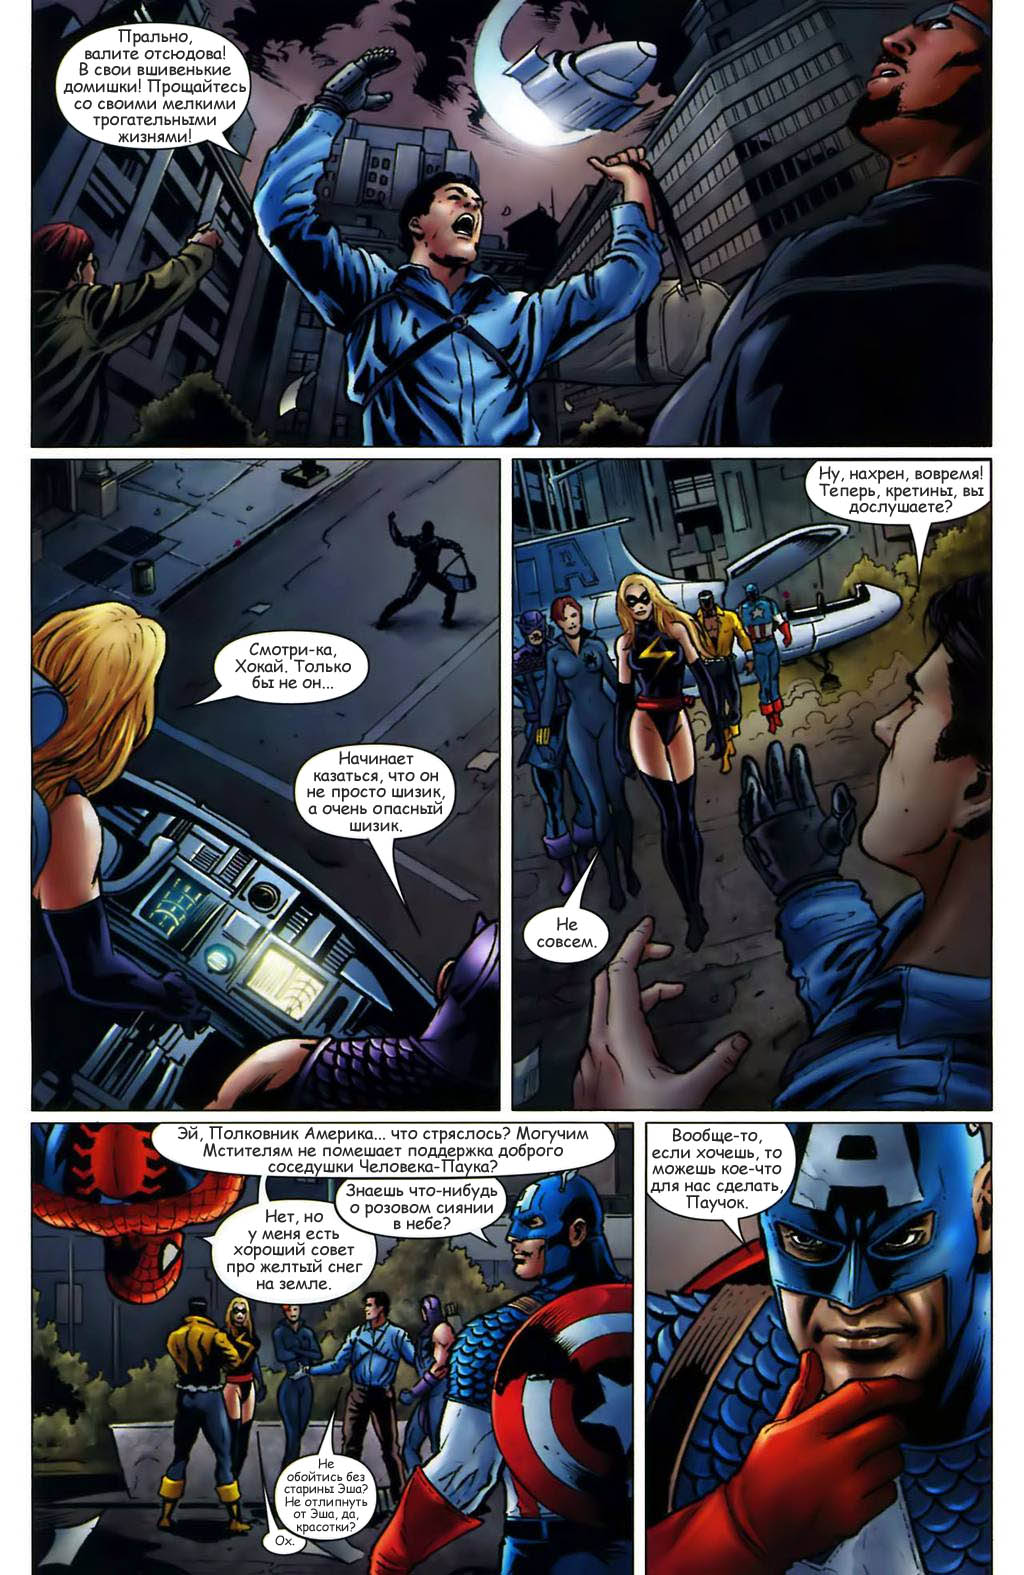 Прально,
валите отсюдова!
В свои вшивенькие
домишки! Прощайтесь
со своими мелкими
трогательными
жизнями!
Смотри-ка,
Хокай. Только
бы не он...
Начинает
казаться, что он
не просто шизик,
а очень опасный
шизик.
Ну, нахрен, вовремя!
Теперь, кретины, вы
дослушаете?
А
Не
совсем.
Эй, Полковник Америка... что стряслось? Могучим
Мстителям не помешает поддержка доброго
соседушки Человека-Паука?
Знаешь что-нибудь
о розовом сиянии
в небе?
Нет, но
у меня есть
хороший совет
про желтый снег
на земле.
Не
обойтись без
старины Эша?
Не отлипнуть
от Эша, да,
красотки?
Ох.
Вообще-то,
если хочешь, то
можешь кое-что
для нас сделать,
Паучок.
A